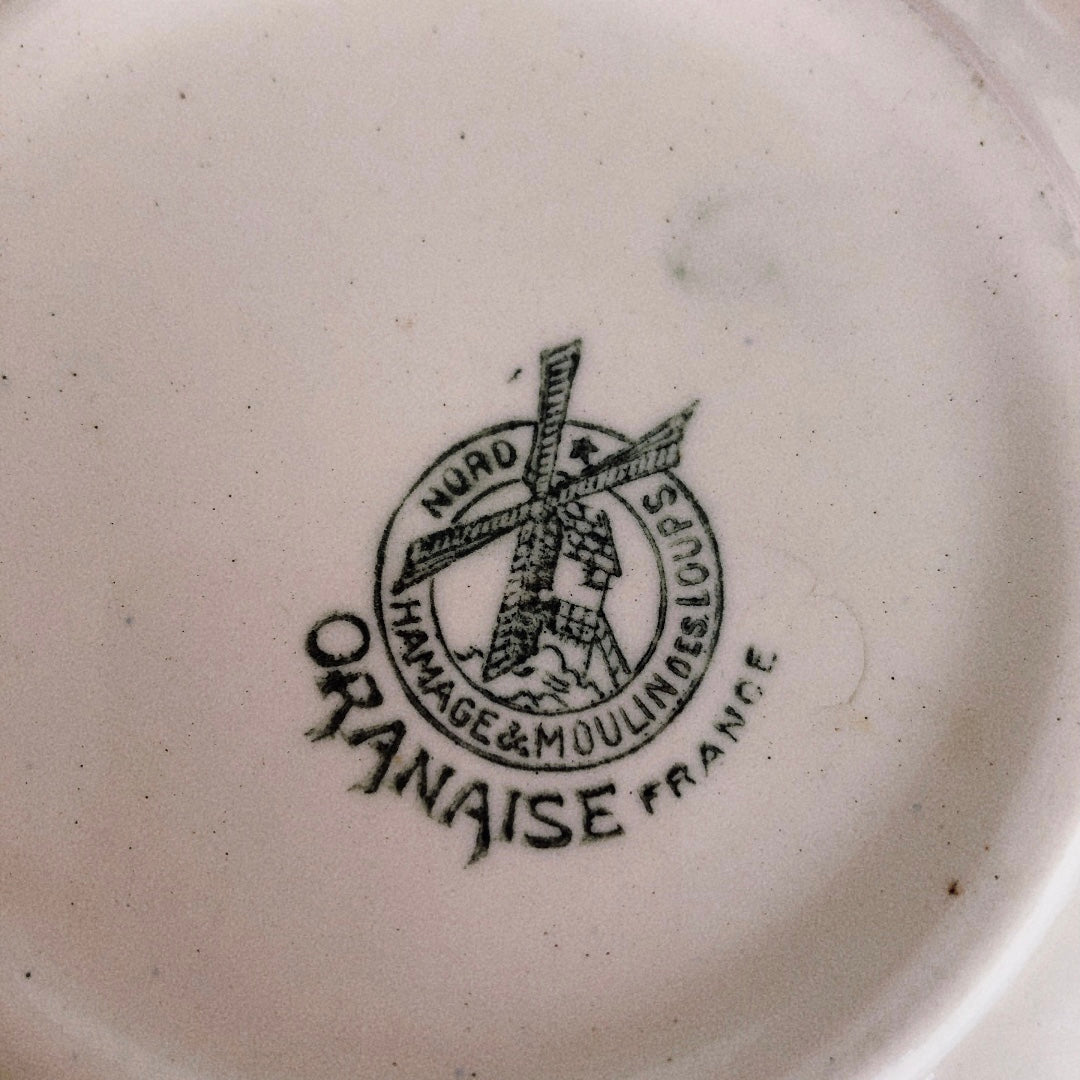 NORD
HAMAGE & MOULIN DES LOUPS
ORANAISE FRANCE